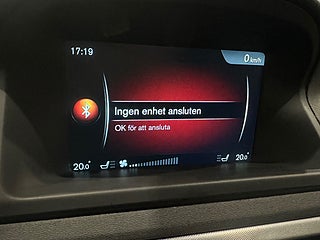 17:19
0 km/h
Ingen enhet ansluten
OK för att ansluta
20.0°
20.0°